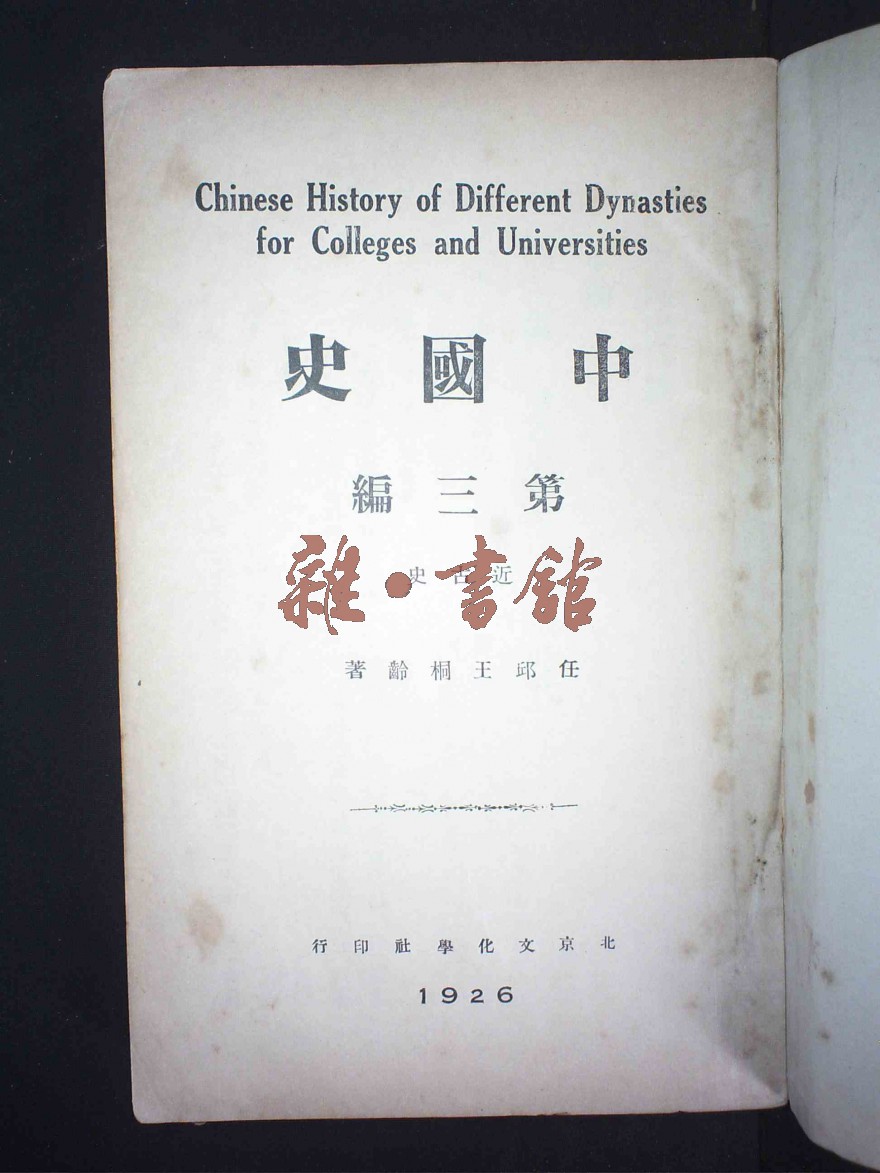 Chinese History of Different Dynasties
for Colleges and Universities
中國史
第三編
近古史
雜·書館
任邱王桐齡著
北京文化學社印行
1926